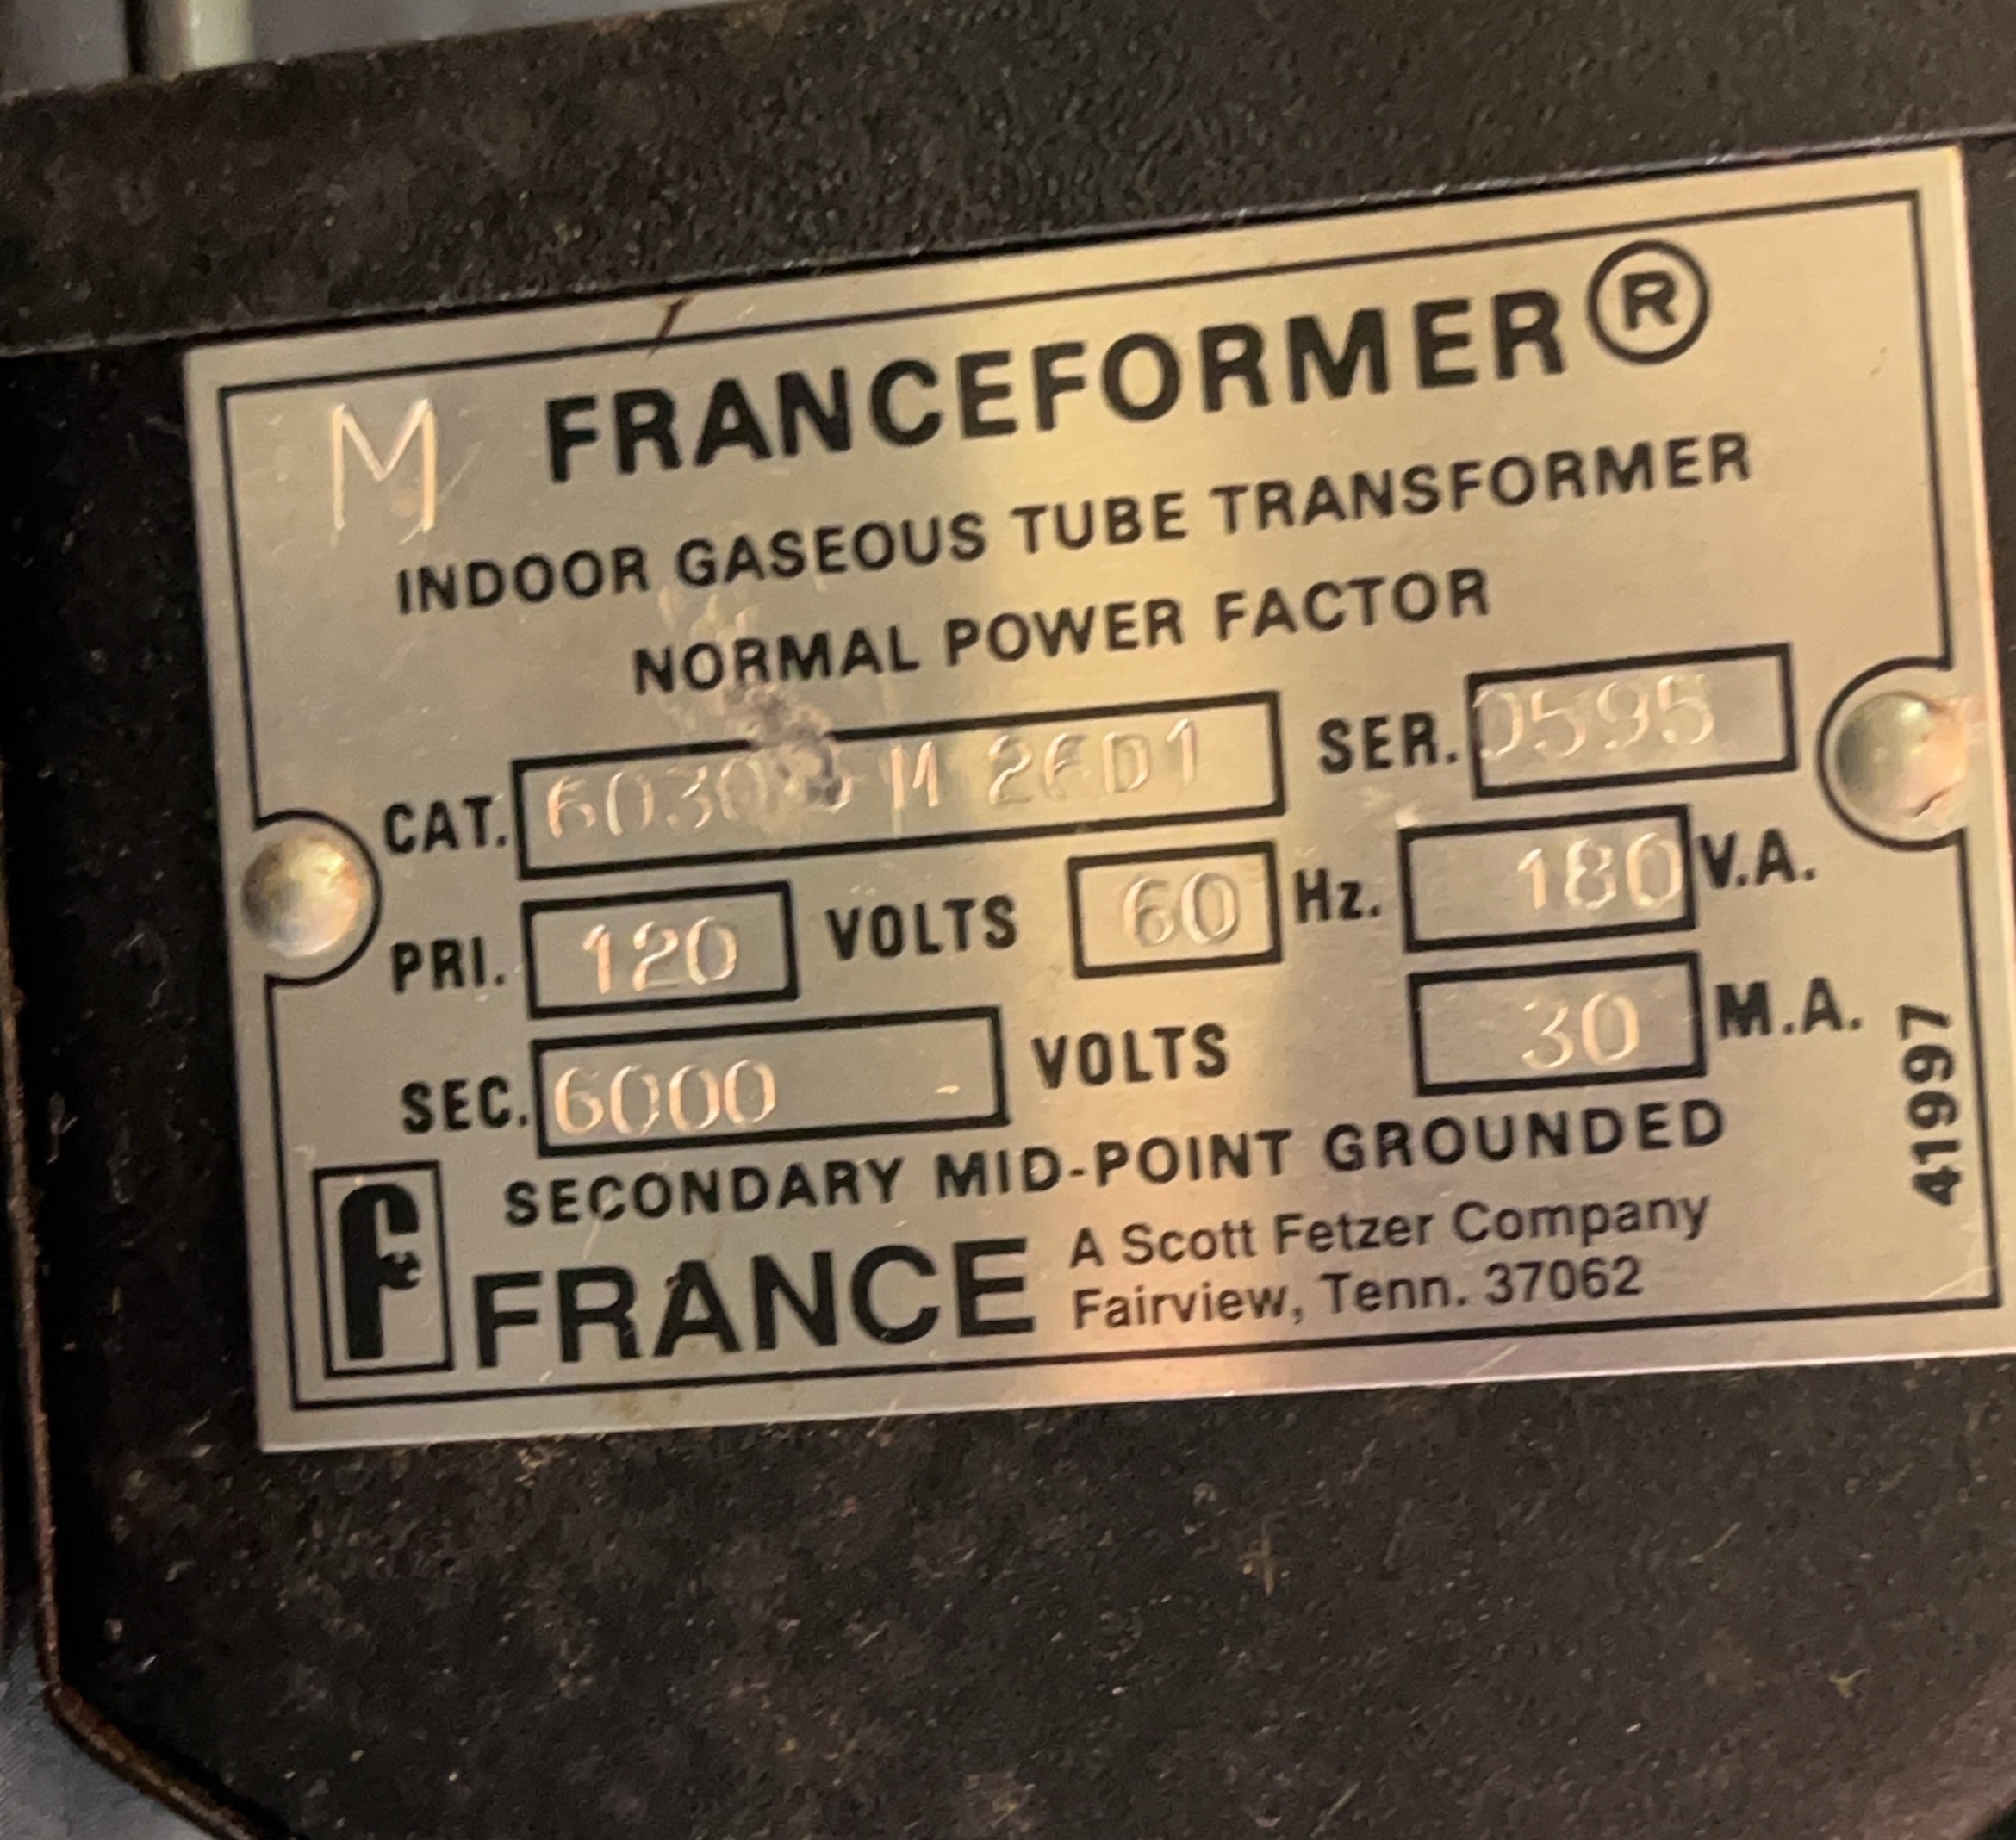 M FRANCEFORMER®
INDOOR GASEOUS TUBE TRANSFORMER
NORMAL POWER FACTOR
CAT. M SER. 0595
PRI. 120 VOLTS 60 Hz. 180 V.A.
SEC. 6000 - VOLTS 30 M.A.
SECONDARY MID-POINT GROUNDED
FRANCE A Scott Fetzer Company
Fairview, Tenn. 37062
41997